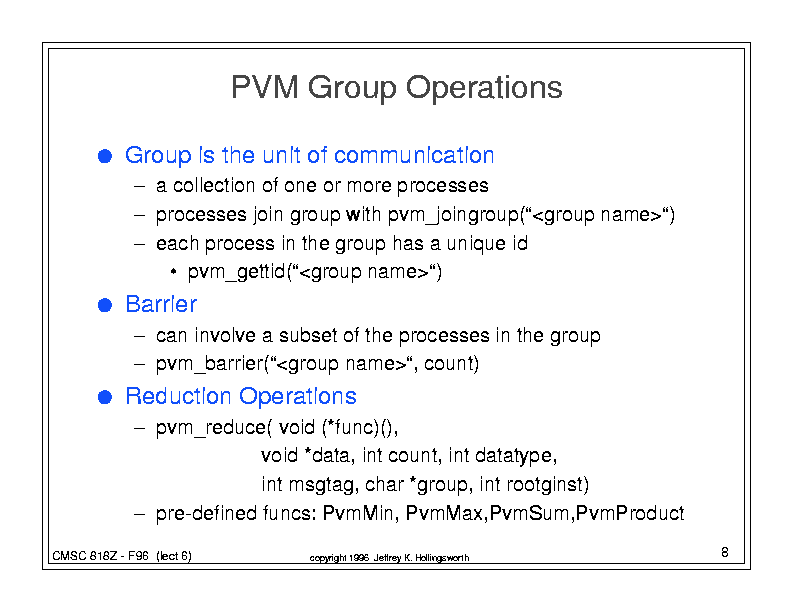 PVM Group Operations
● Group is the unit of communication
– a collection of one or more processes
– processes join group with pvm_joingroup(“<group name>“)
– each process in the group has a unique id
• pvm_gettid(“<group name>“)
● Barrier
– can involve a subset of the processes in the group
– pvm_barrier(“<group name>“, count)
● Reduction Operations
– pvm_reduce( void (*func)(),
void *data, int count, int datatype,
int msgtag, char *group, int rootginst)
– pre-defined funcs: PvmMin, PvmMax,PvmSum,PvmProduct
CMSC 818Z - F96 (lect 6)
copyright 1996 Jeffrey K. Hollingsworth
8